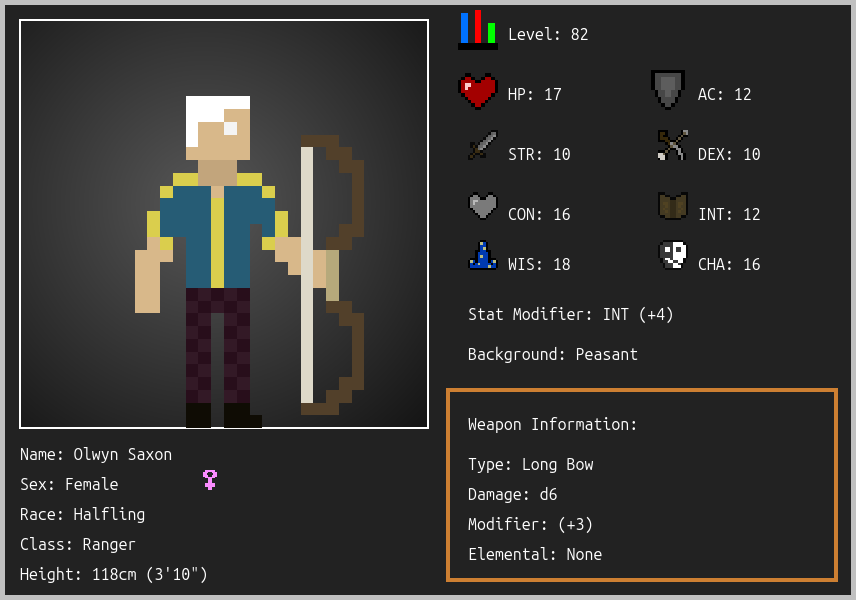 Level: 82
HP: 17
AC: 12
STR: 10
DEX: 10
CON: 16
INT: 12
WIS: 18
CHA: 16
Stat Modifier: INT (+4)
Background: Peasant
Weapon Information:
Type: Long Bow
Damage: d6
Modifier: (+3)
Elemental: None
Name: Olwyn Saxon
Sex: Female
Race: Halfling
Class: Ranger
Height: 118cm (3'10")